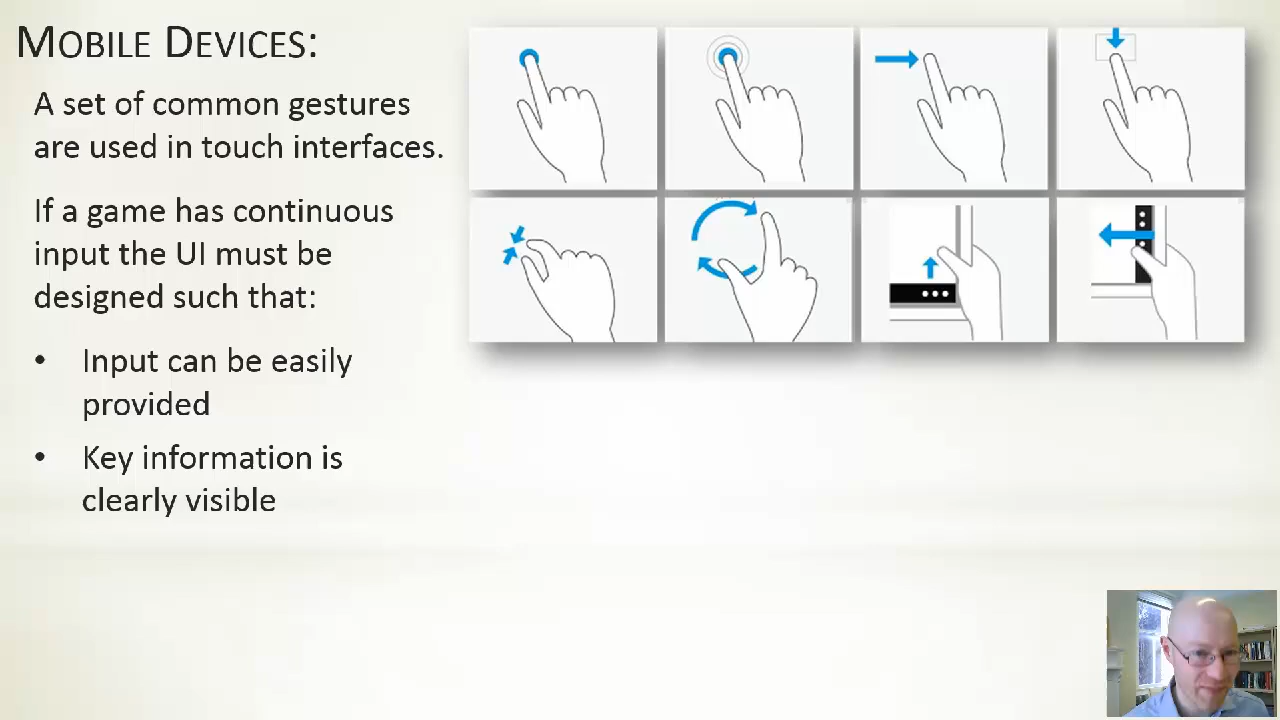 MOBILE DEVICES:
A set of common gestures
are used in touch interfaces.
If a game has continuous
input the UI must be
designed such that:
• Input can be easily
provided
• Key information is
clearly visible